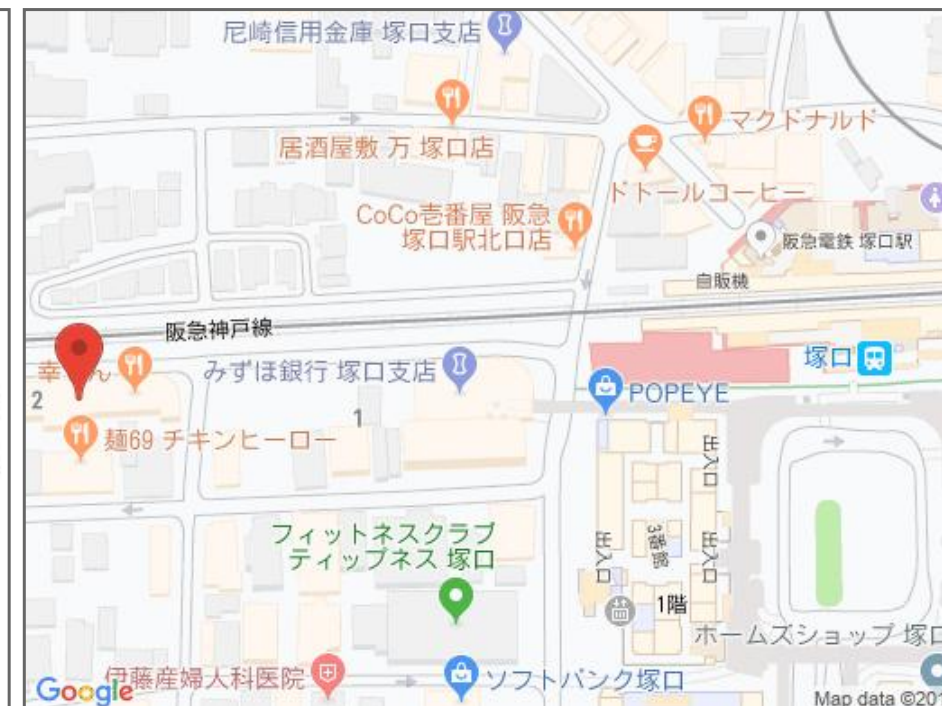 尼崎信用金庫 塚口支店
居酒屋敷 万 塚口店
マクドナルド
ドトールコーヒー
CoCo壱番屋 阪急
塚口駅北口店
阪急電鉄 塚口駅
自販機
阪急神戸線
みずほ銀行 塚口支店
塚口
POPEYE
2
1
麺69 チキンヒーロー
出入口
フィットネスクラブ
ティップネス 塚口
出入口
3番館
出入口
1階
ホームズショップ 塚口
伊藤産婦人科医院
ソフトバンク塚口
Google
Map data ©201